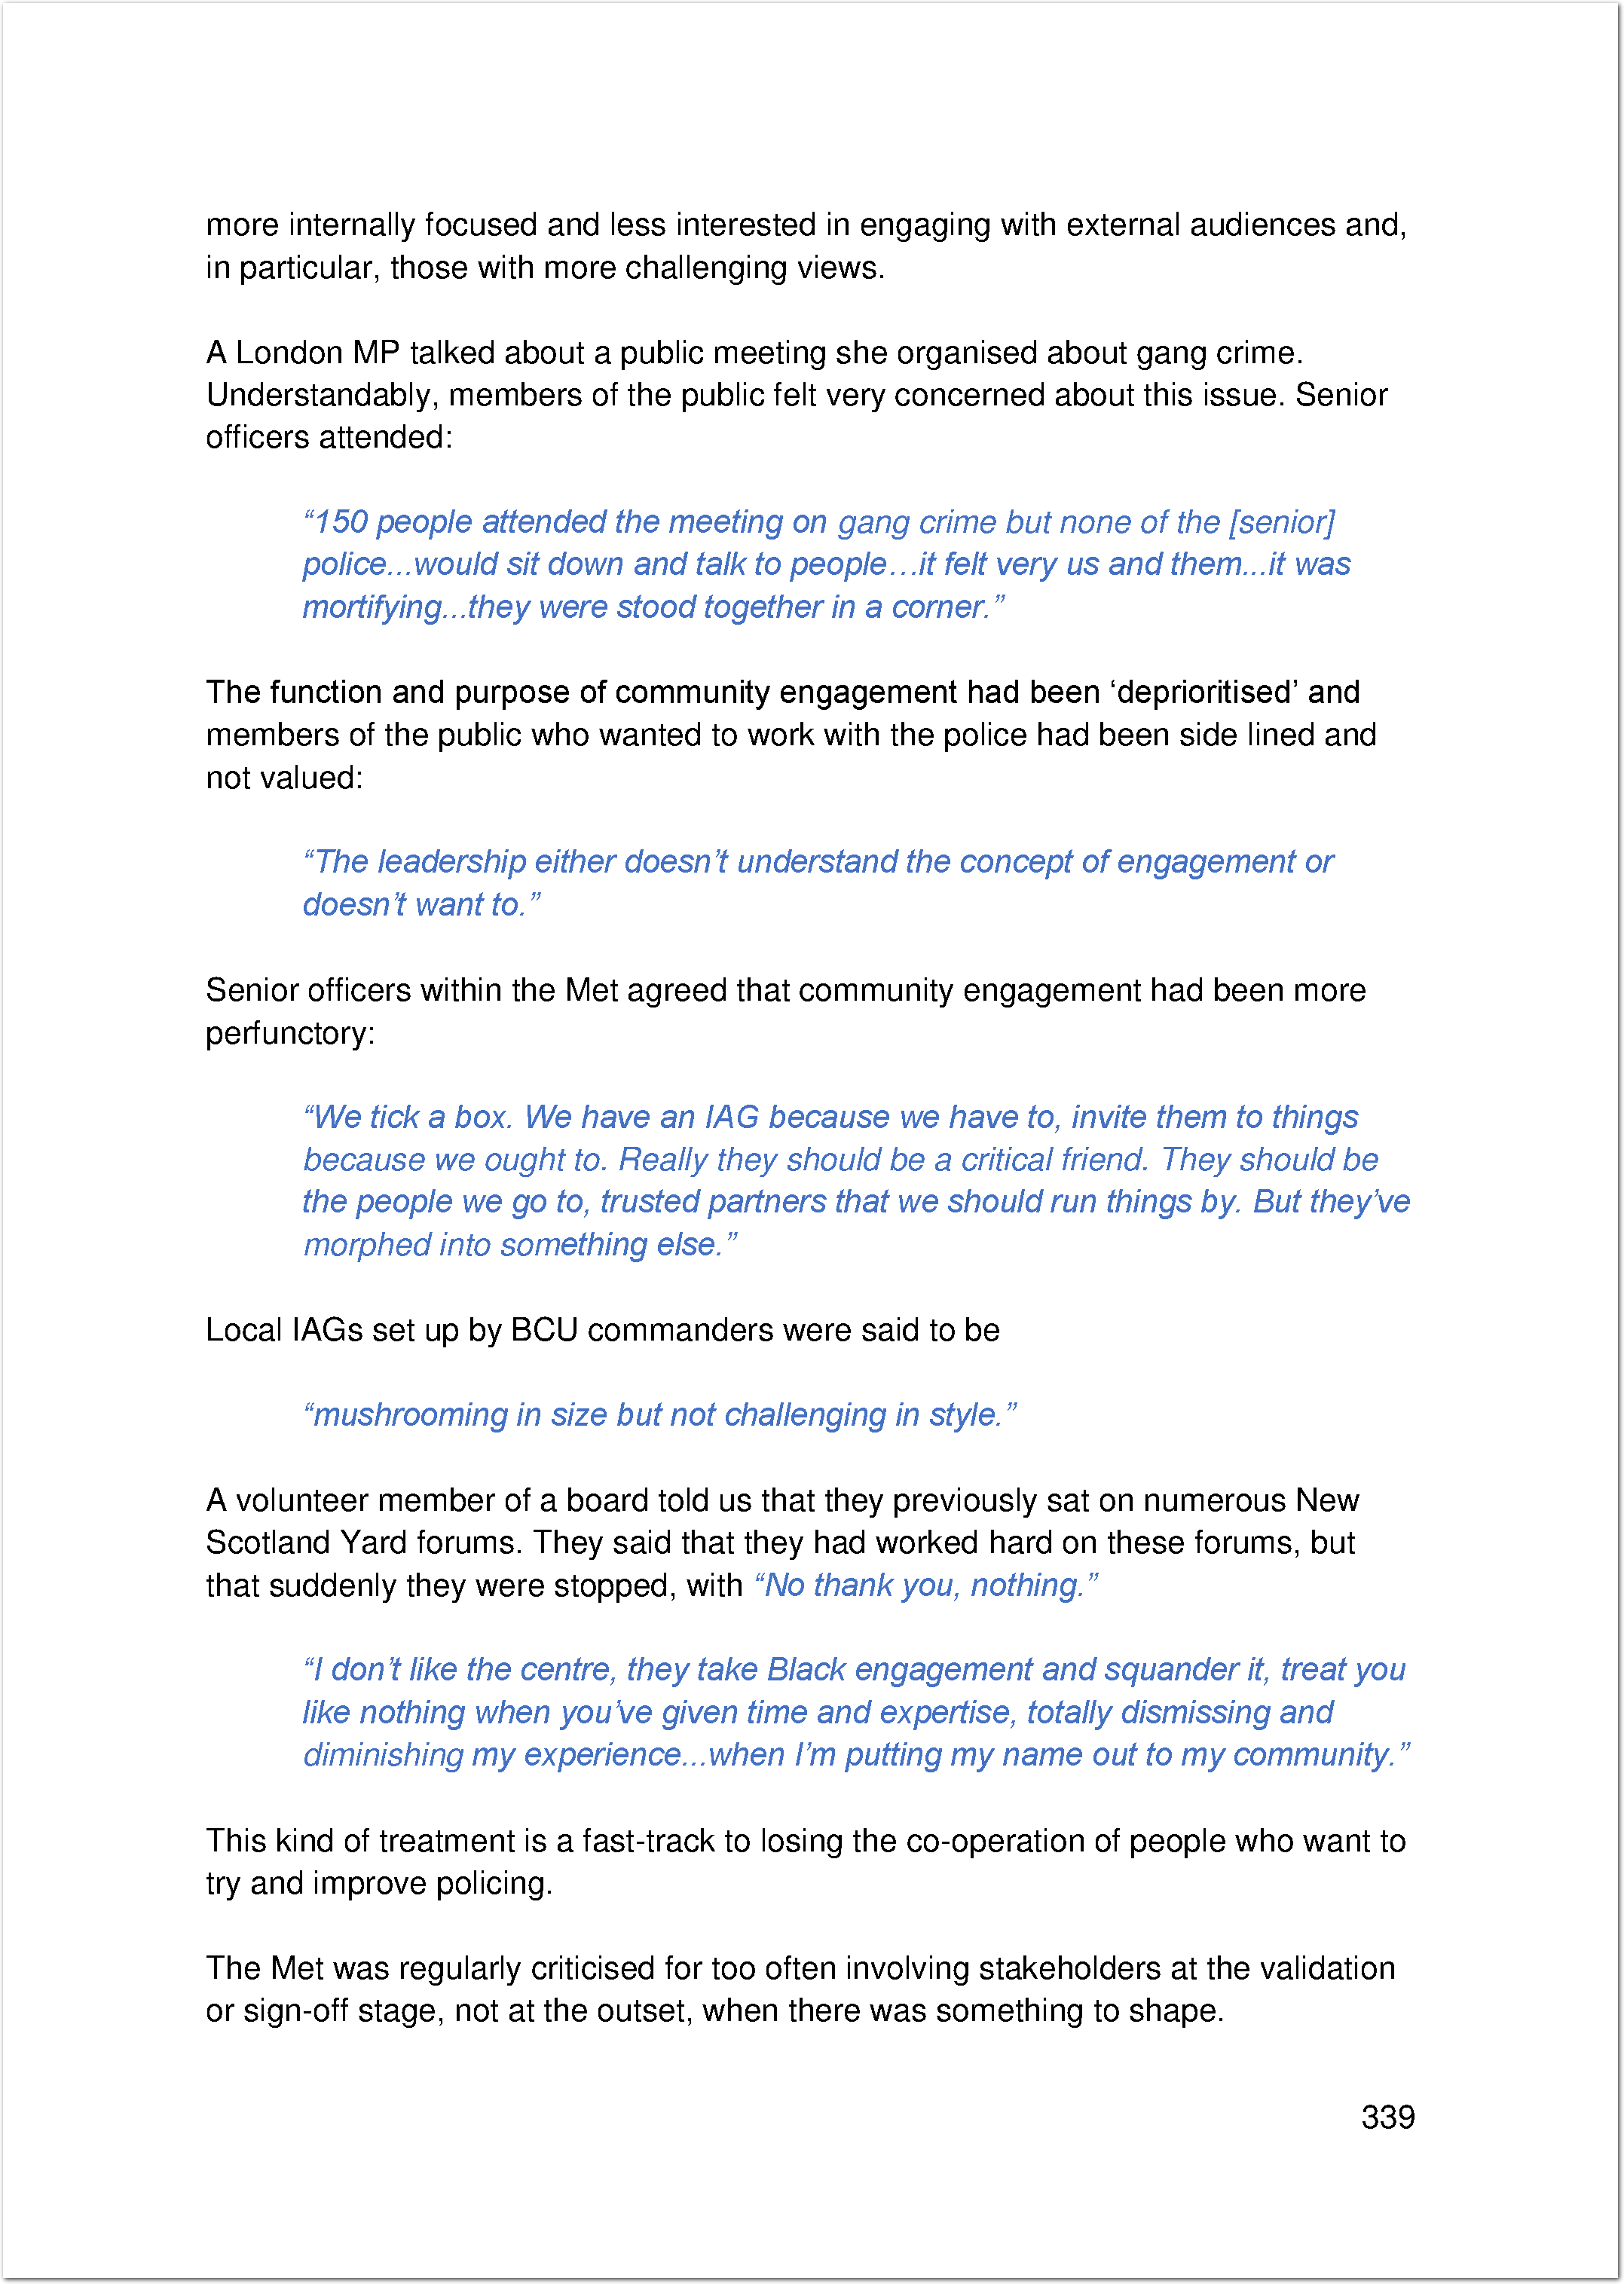 more internally focused and less interested in engaging with external audiences and,
in particular, those with more challenging views.
A London MP talked about a public meeting she organised about gang crime.
Understandably, members of the public felt very concerned about this issue. Senior
officers attended:
“150 people attended the meeting on gang crime but none of the [senior]
police...would sit down and talk to people…it felt very us and them...it was
mortifying...they were stood together in a corner.”
The function and purpose of community engagement had been ‘deprioritised’ and
members of the public who wanted to work with the police had been side lined and
not valued:
“The leadership either doesn’t understand the concept of engagement or
doesn’t want to.”
Senior officers within the Met agreed that community engagement had been more
perfunctory:
“We tick a box. We have an IAG because we have to, invite them to things
because we ought to. Really they should be a critical friend. They should be
the people we go to, trusted partners that we should run things by. But they’ve
morphed into something else.”
Local IAGs set up by BCU commanders were said to be
“mushrooming in size but not challenging in style.”
A volunteer member of a board told us that they previously sat on numerous New
Scotland Yard forums. They said that they had worked hard on these forums, but
that suddenly they were stopped, with “No thank you, nothing.”
“I don’t like the centre, they take Black engagement and squander it, treat you
like nothing when you’ve given time and expertise, totally dismissing and
diminishing my experience...when I’m putting my name out to my community.”
This kind of treatment is a fast-track to losing the co-operation of people who want to
try and improve policing.
The Met was regularly criticised for too often involving stakeholders at the validation
or sign-off stage, not at the outset, when there was something to shape.
339